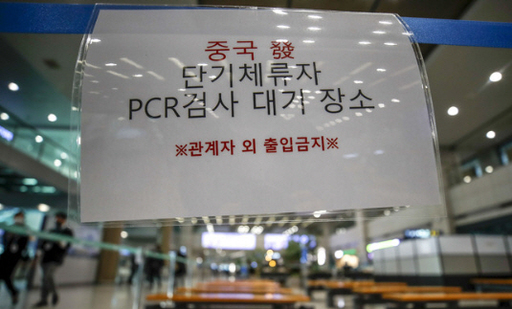 중국 發
단기체류자
PCR검사 대기 장소
※관계자 외 출입금지※